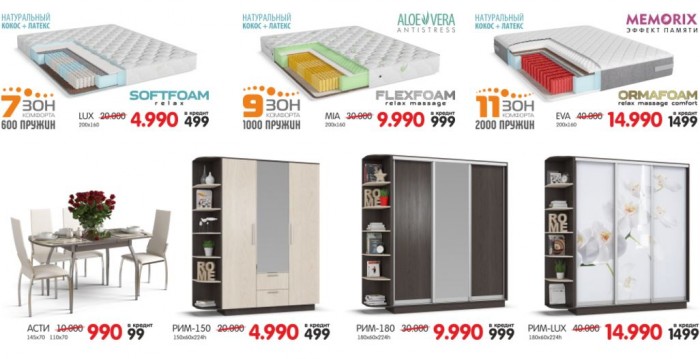 НАТУРАЛЬНЫЙ
КОКОС + ЛАТЕКС
7 ЗОН
КОМФОРТА
600 ПРУЖИН
SOFTFOAM
relax
LUX 20.000 4.990 в кредит 499
200x160
ALOE VERA
ANTISTRESS
9 ЗОН
КОМФОРТА
1000 ПРУЖИН
FLEXFOAM
relax massage
MIA 30.000 9.990 в кредит 999
200x160
НАТУРАЛЬНЫЙ
КОКОС + ЛАТЕКС
MEMORIX
ЭФФЕКТ ПАМЯТИ
11 ЗОН
КОМФОРТА
2000 ПРУЖИН
ORMAFOAM
relax massage comfort
EVA 40.000 14.990 в кредит 1499
200x160
АСТИ 10.000 990 в кредит 99
145x70 110x70
ROME
РИМ-150 20.000 4.990 в кредит 499
150x60x224h
ROME
РИМ-180 30.000 9.990 в кредит 999
180x60x224h
ROME
РИМ-LUX 40.000 14.990 в кредит 1499
180x60x224h